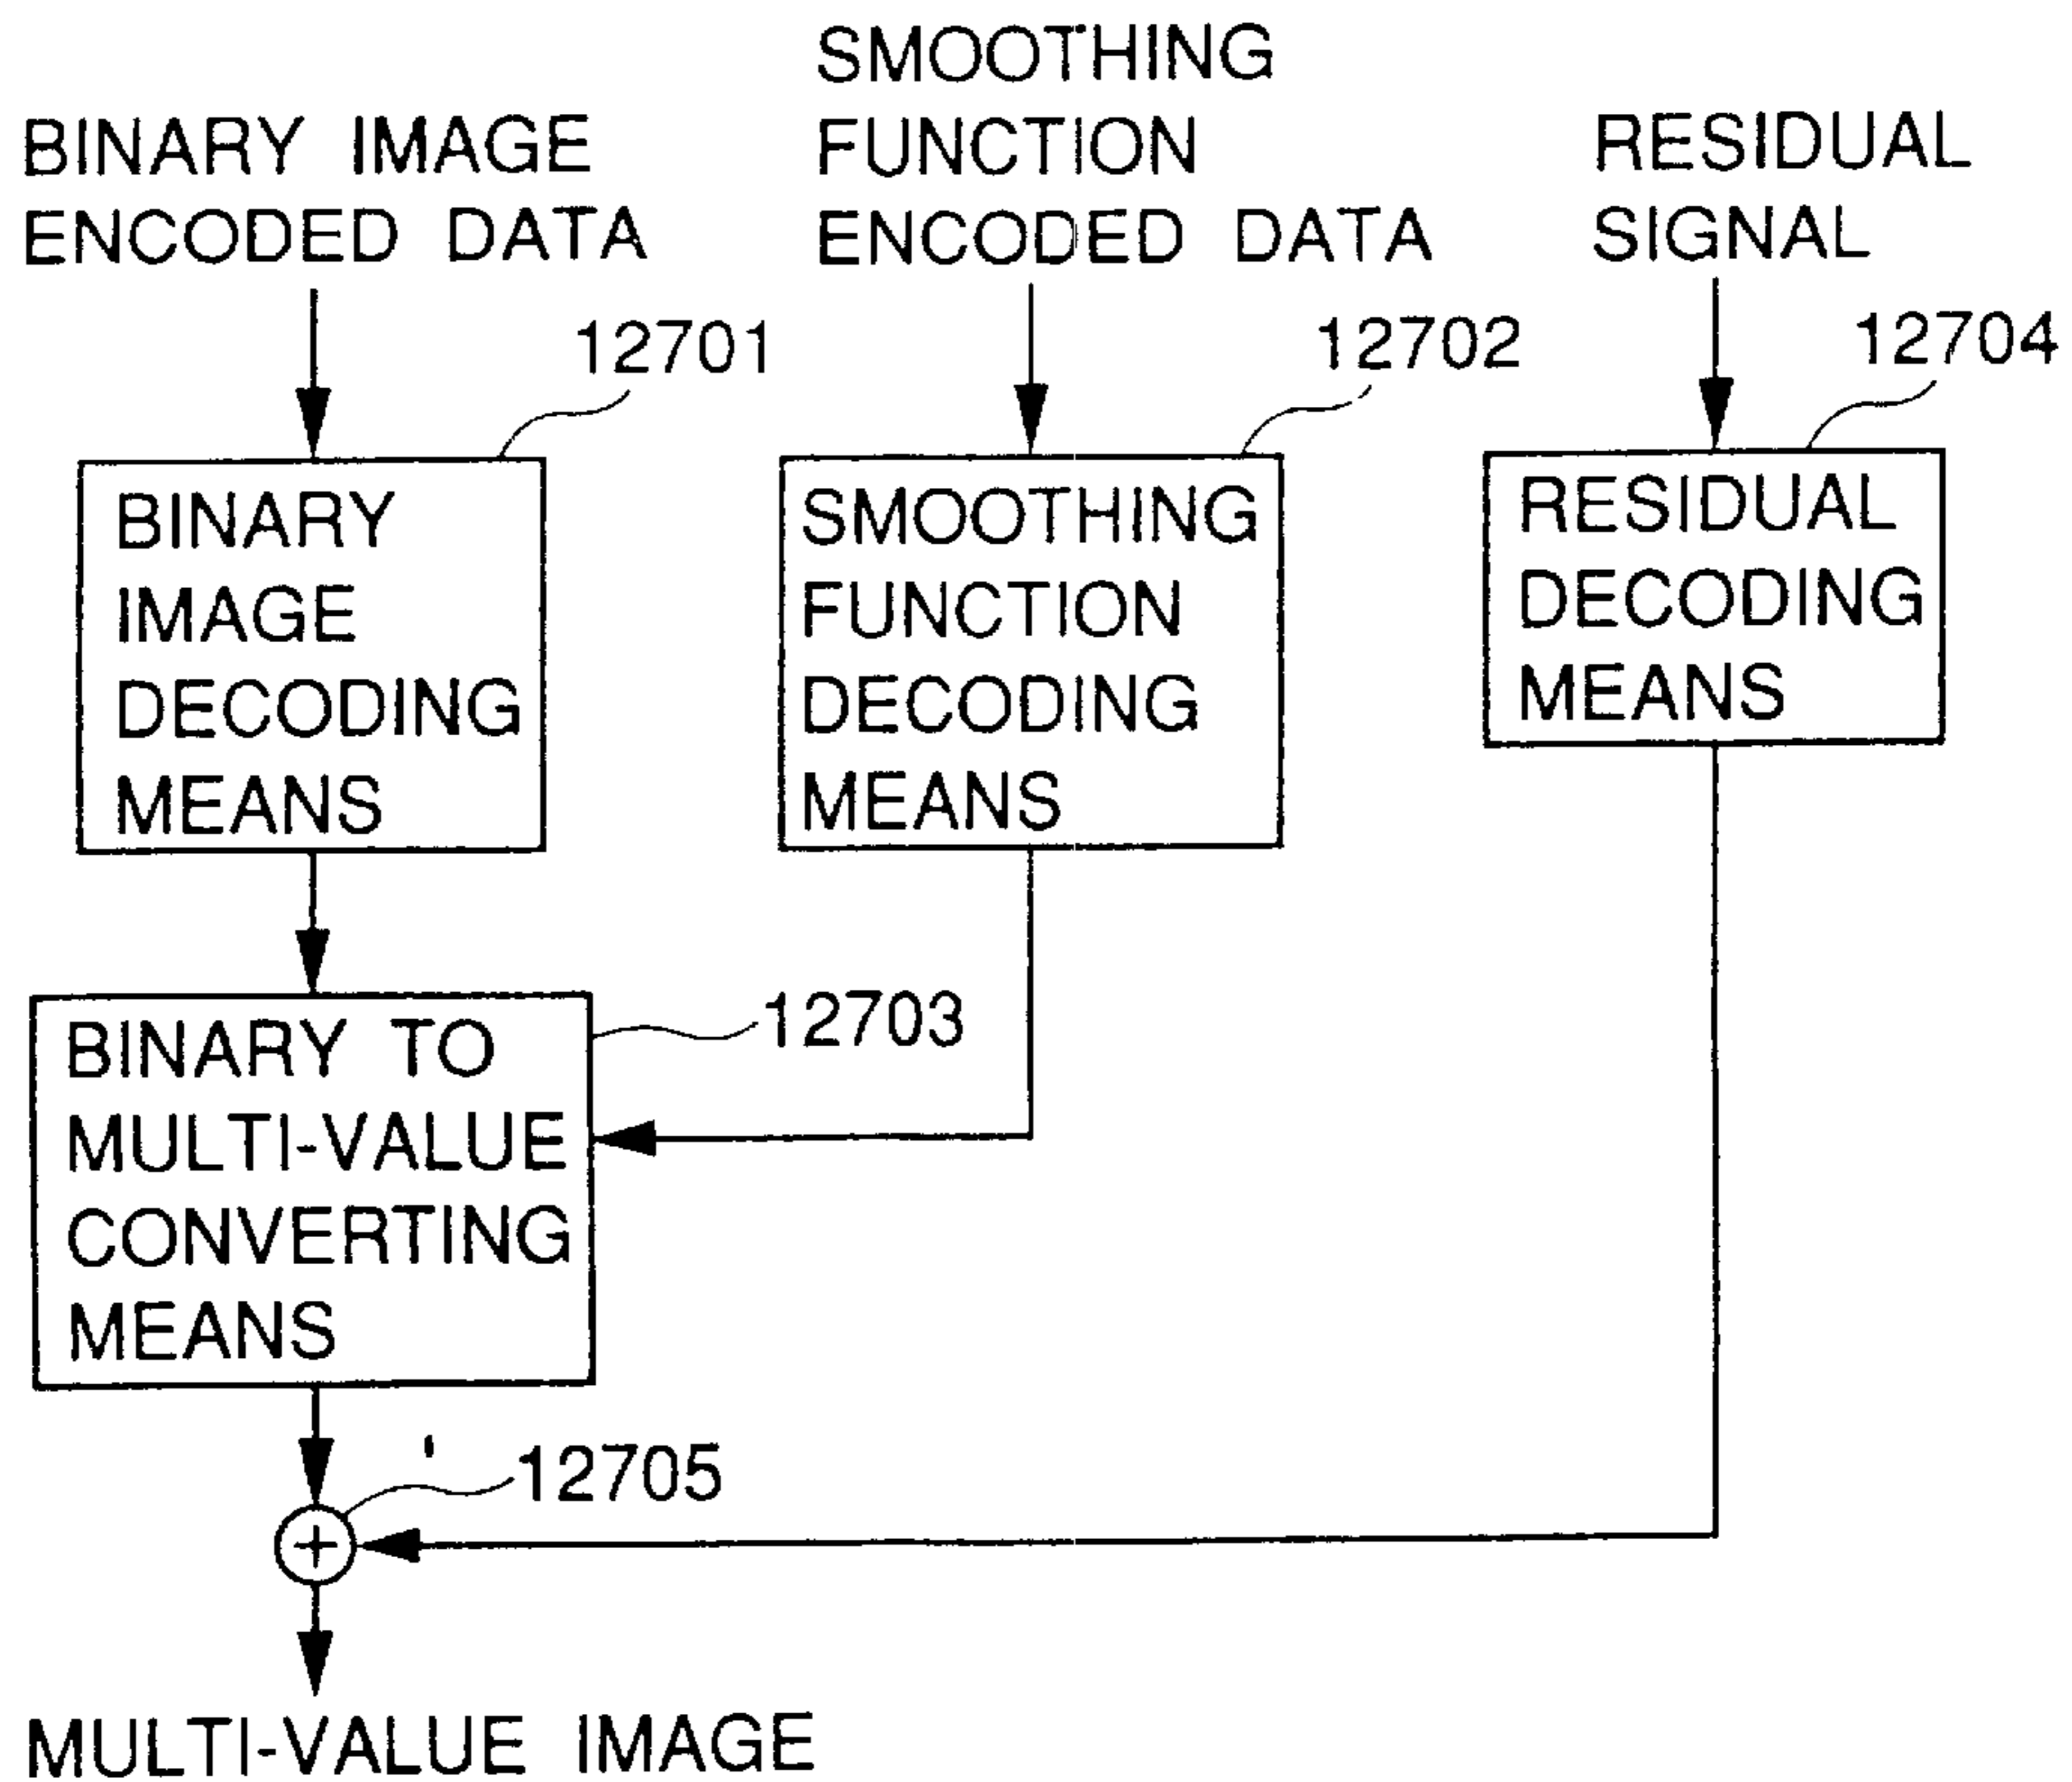 BINARY IMAGE
ENCODED DATA
SMOOTHING
FUNCTION
ENCODED DATA
RESIDUAL
SIGNAL
12701
12702
12704
BINARY
IMAGE
DECODING
MEANS
SMOOTHING
FUNCTION
DECODING
MEANS
RESIDUAL
DECODING
MEANS
BINARY TO
MULTI-VALUE
CONVERTING
MEANS
12703
12705
+
MULTI-VALUE IMAGE